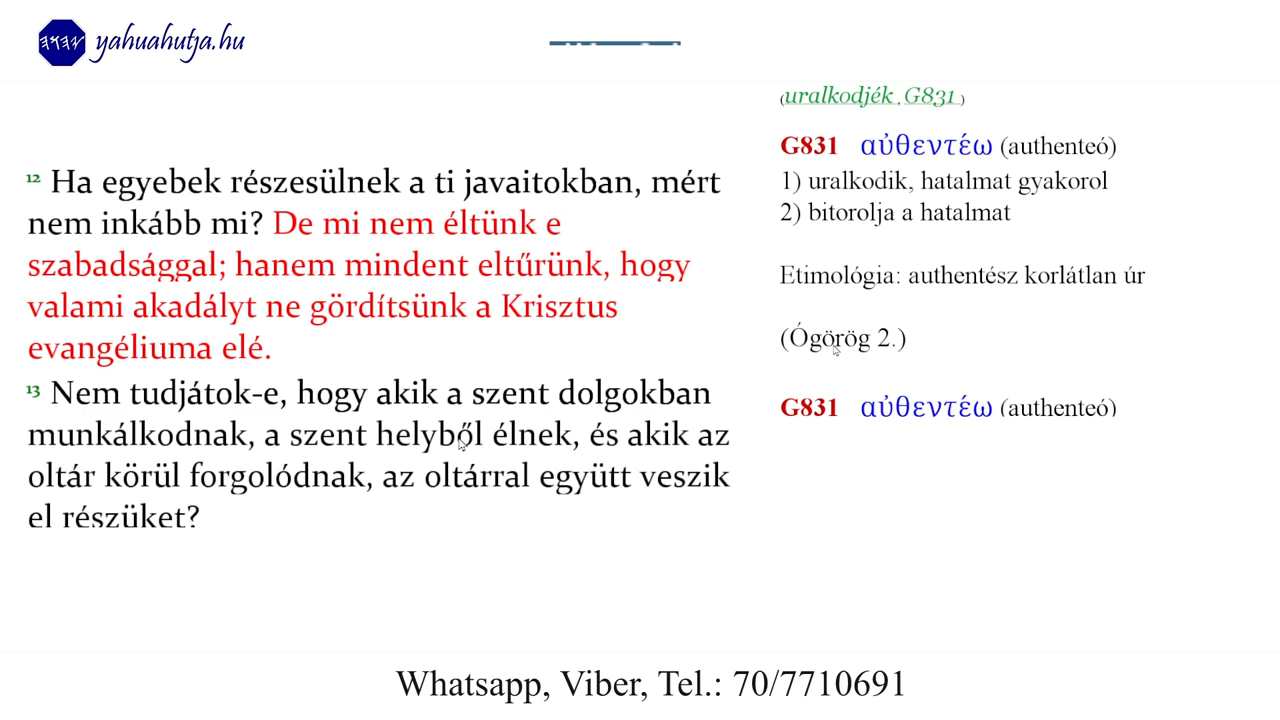 yahuahutja.hu
12 Ha egyebek részesülnek a ti javaitokban, mért
nem inkább mi? De mi nem éltünk e
szabadsággal; hanem mindent eltűrünk, hogy
valami akadályt ne gördítsünk a Krisztus
evangéliuma elé.
13 Nem tudjátok-e, hogy akik a szent dolgokban
munkálkodnak, a szent helyből élnek, és akik az
oltár körül forgolódnak, az oltárral együtt veszik
el részüket?
(uralkodjék , G831 )
G831 αὐθεντέω (authenteó)
1) uralkodik, hatalmat gyakorol
2) bitorolja a hatalmat
Etimológia: authentész korlátlan úr
(Ógörög 2.)
G831 αὐθεντέω (authenteó)
Whatsapp, Viber, Tel.: 70/7710691